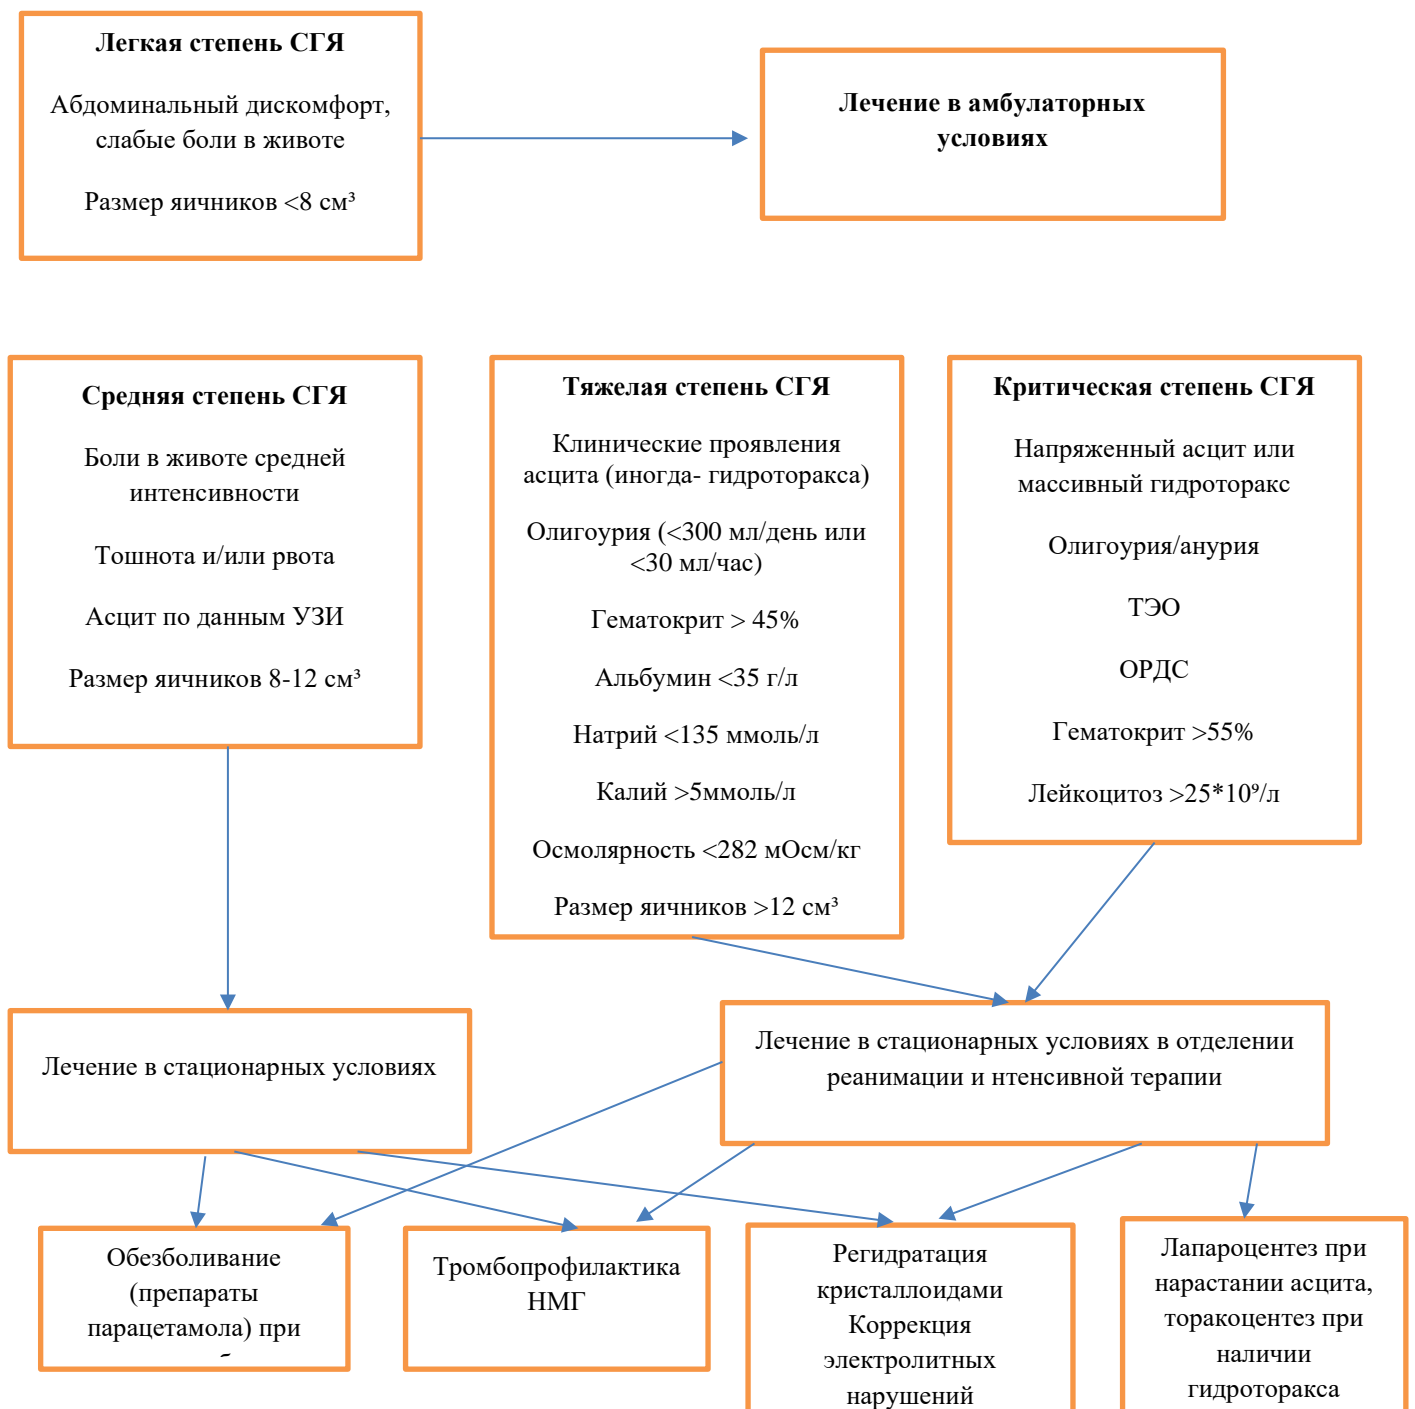 Легкая степень СГЯ
Абдоминальный дискомфорт,
слабые боли в животе
Размер яичников <8 см³
Лечение в амбулаторных
условиях
Средняя степень СГЯ
Боли в животе средней
интенсивности
Тошнота и/или рвота
Асцит по данным УЗИ
Размер яичников 8-12 см³
Тяжелая степень СГЯ
Клинические проявления
асцита (иногда- гидроторакса)
Олигоурия (<300 мл/день или
<30 мл/час)
Гематокрит > 45%
Альбумин <35 г/л
Натрий <135 ммоль/л
Калий >5ммоль/л
Осмолярность <282 мОсм/кг
Размер яичников >12 см³
Критическая степень СГЯ
Напряженный асцит или
массивный гидроторакс
Олигоурия/анурия
ТЭО
ОРДС
Гематокрит >55%
Лейкоцитоз >25*10⁹/л
Лечение в стационарных условиях
Лечение в стационарных условиях в отделении
реанимации и нтенсивной терапии
Обезболивание
(препараты
парацетамола) при
Тромбопрофилактика
НМГ
Регидратация
кристаллоидами
Коррекция
электролитных
нарушений
Лапароцентез при
нарастании асцита,
торакоцентез при
наличии
гидроторакса